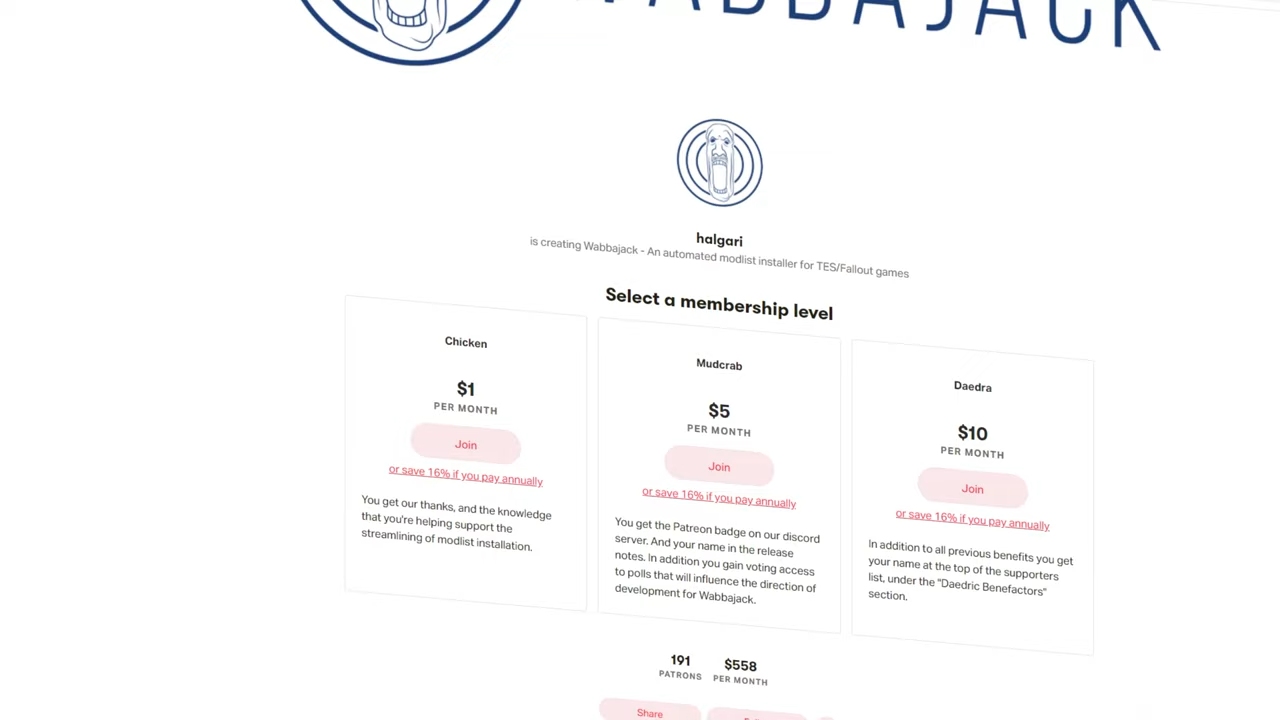 WABBAJACK
halgari
is creating Wabbajack - An automated modlist installer for TES/Fallout games
Select a membership level
Chicken
$1
PER MONTH
Join
or save 16% if you pay annually
You get our thanks, and the knowledge
that you're helping support the
streamlining of modlist installation.
Mudcrab
$5
PER MONTH
Join
or save 16% if you pay annually
You get the Patreon badge on our discord
server. And your name in the release
notes. In addition you gain voting access
to polls that will influence the direction of
development for Wabbajack.
Daedra
$10
PER MONTH
Join
or save 16% if you pay annually
In addition to all previous benefits you get
your name at the top of the supporters
list, under the "Daedric Benefactors"
section.
191
PATRONS
$558
PER MONTH
Share